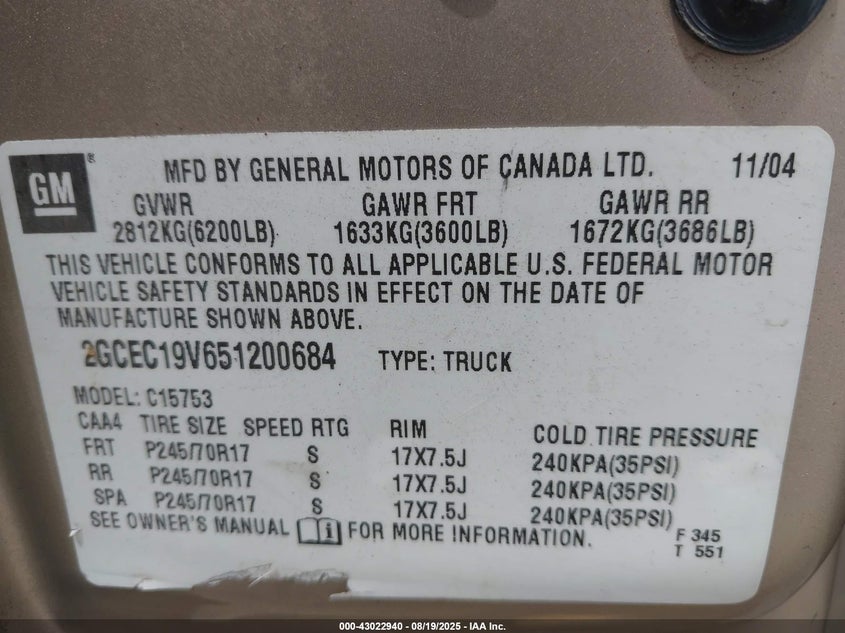 GM ®
MFD BY GENERAL MOTORS OF CANADA LTD. 11/04
GVWR GAWR FRT GAWR RR
2812KG(6200LB) 1633KG(3600LB) 1672KG(3686LB)
THIS VEHICLE CONFORMS TO ALL APPLICABLE U.S. FEDERAL MOTOR
VEHICLE SAFETY STANDARDS IN EFFECT ON THE DATE OF
MANUFACTURE SHOWN ABOVE.
2GCEC19V651200684 TYPE: TRUCK
MODEL: C15753
CAA4 TIRE SIZE SPEED RTG RIM COLD TIRE PRESSURE
FRT P245/70R17 S 17X7.5J 240KPA(35PSI)
RR P245/70R17 S 17X7.5J 240KPA(35PSI)
SPA P245/70R17 S 17X7.5J 240KPA(35PSI)
SEE OWNER'S MANUAL i FOR MORE INFORMATION.
F 345
T 551
000-43022940 - 08/19/2025 - IAA Inc.